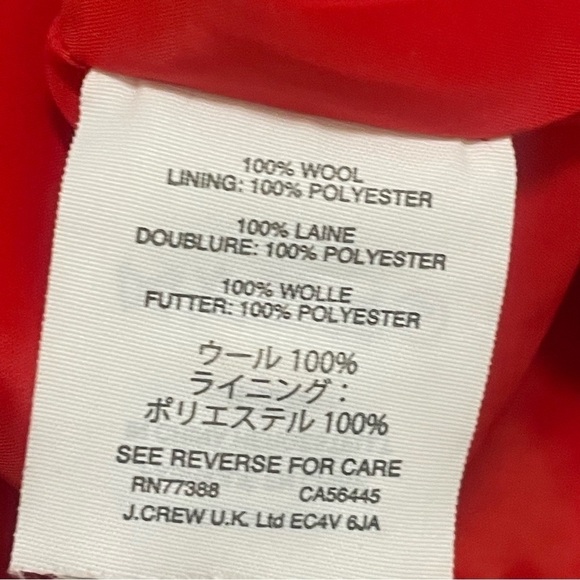 100% WOOL
LINING: 100% POLYESTER
100% LAINE
DOUBLURE: 100% POLYESTER
100% WOLLE
FUTTER: 100% POLYESTER
ウール 100%
ライニング :
ポリエステル 100%
SEE REVERSE FOR CARE
RN77388 CA56445
J.CREW U.K. Ltd EC4V 6JA